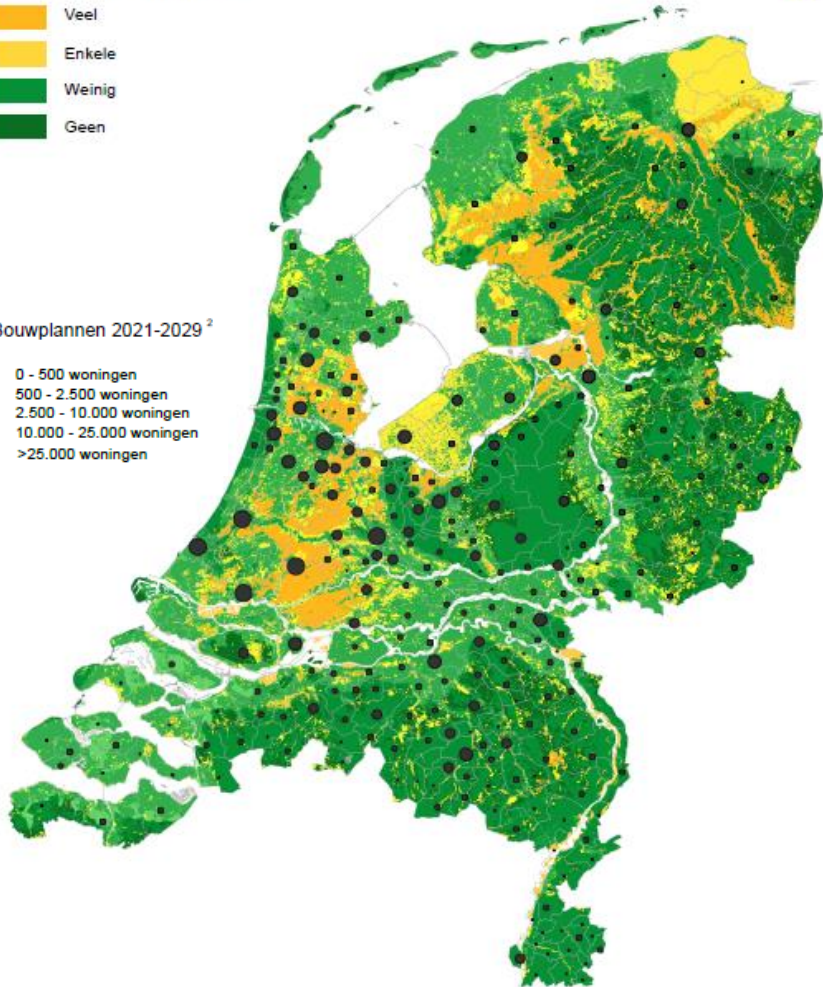 Veel
Enkele
Weinig
Geen
Bouwplannen 2021-2029 ²
0 - 500 woningen
500 - 2.500 woningen
2.500 - 10.000 woningen
10.000 - 25.000 woningen
>25.000 woningen